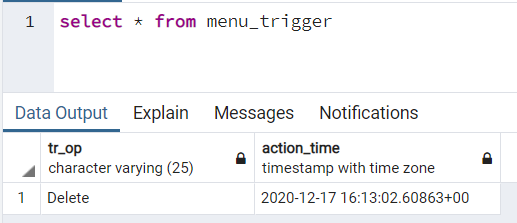 1 select * from menu_trigger
Data Output Explain Messages Notifications
tr_op action_time
character varying (25) timestamp with time zone
1 Delete 2020-12-17 16:13:02.60863+00